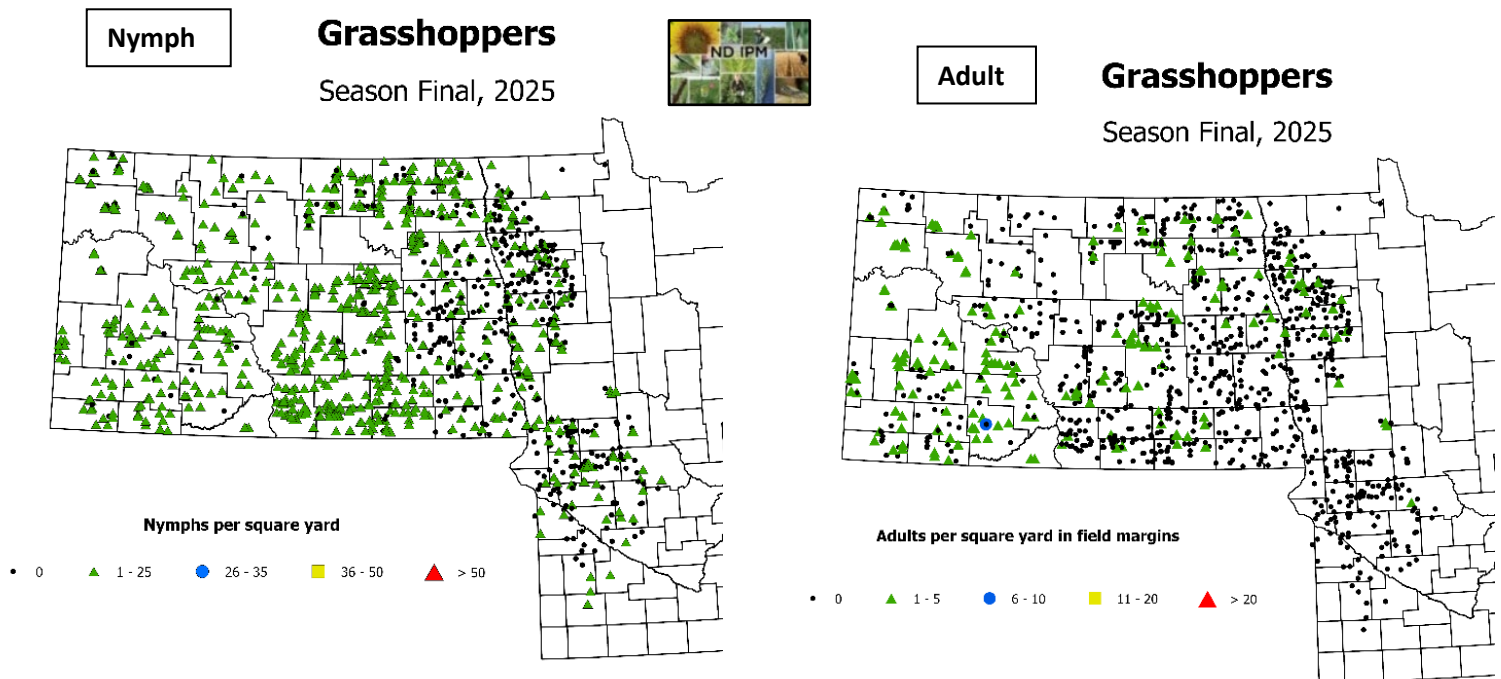 Nymph
Grasshoppers
Season Final, 2025
ND IPM
Nymphs per square yard
0 1 - 25 26 - 35 36 - 50 > 50
Adult
Grasshoppers
Season Final, 2025
Adults per square yard in field margins
0 1 - 5 6 - 10 11 - 20 > 20